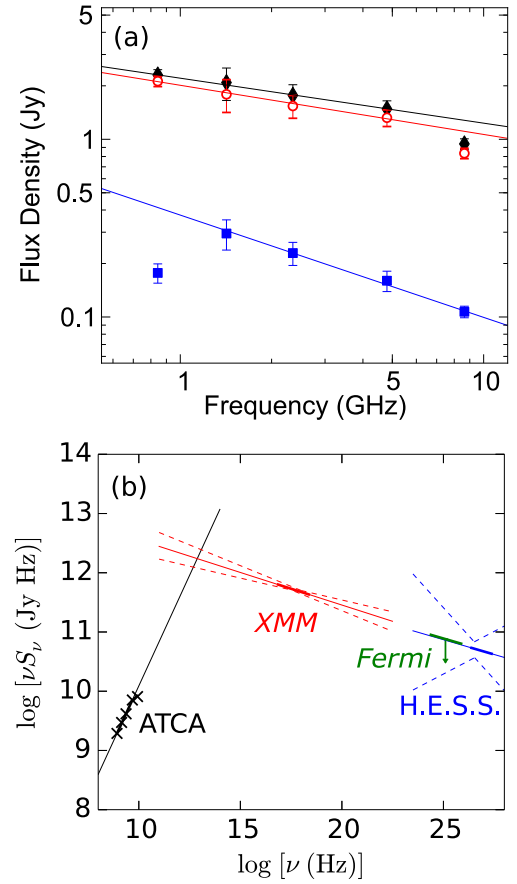 (a)
5
1
0.5
0.1
Flux Density (Jy)
1
5
10
Frequency (GHz)
(b)
14
13
12
11
10
9
8
log [νSν (Jy Hz)]
XMM
Fermi
H.E.S.S.
ATCA
10
15
20
25
log [ν (Hz)]